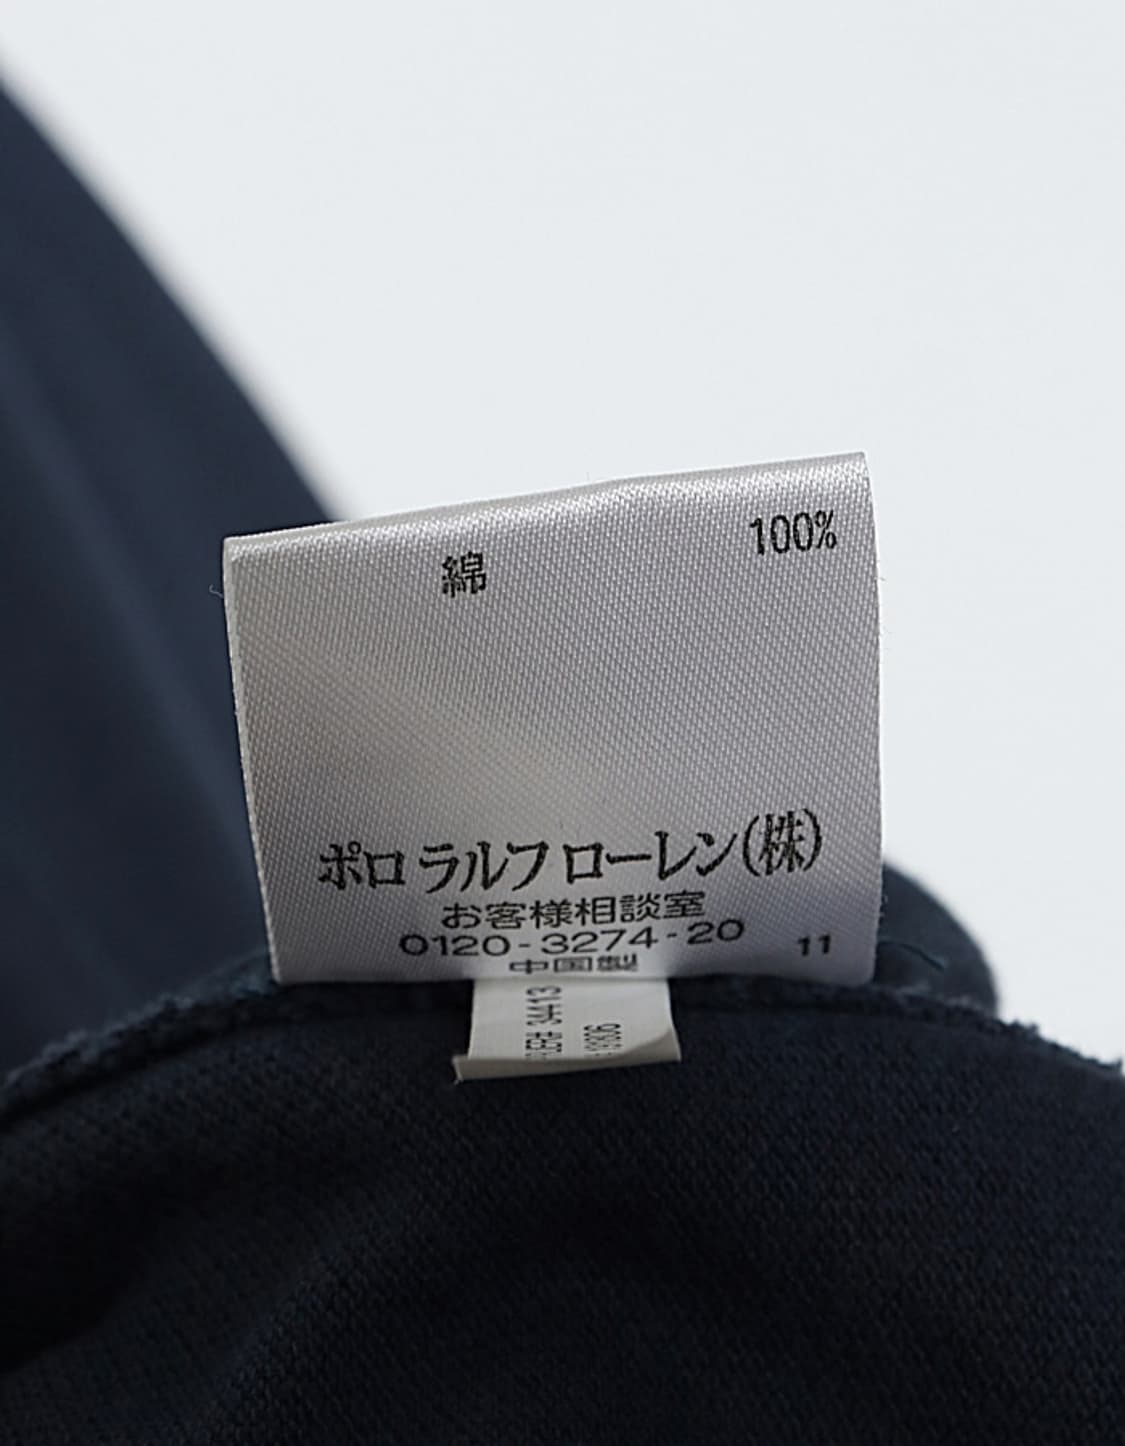 綿 100%
ポロ ラルフ ローレン(株)
お客様相談室
0120-3274-20 11
中国製
34413